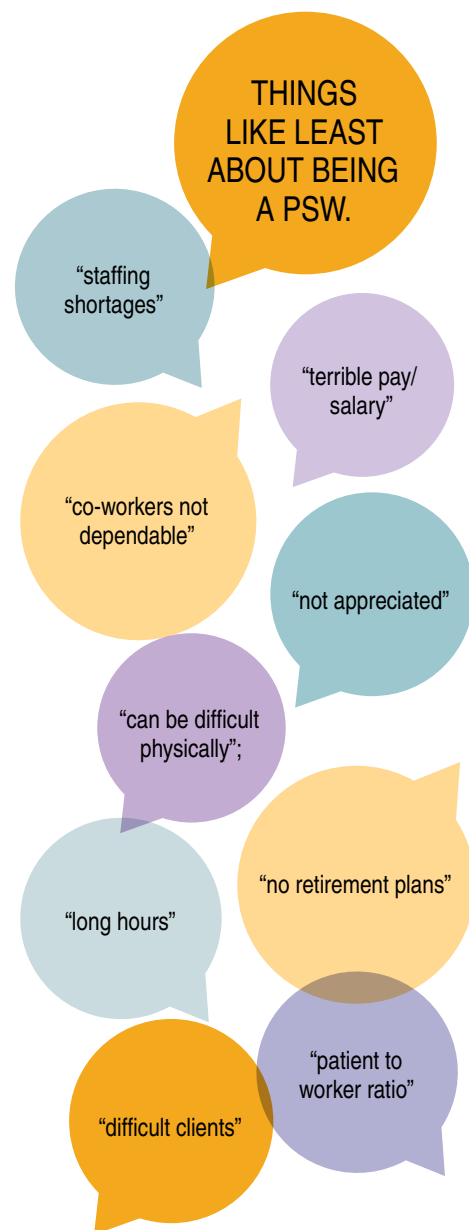 THINGS
LIKE LEAST
ABOUT BEING
A PSW.
“staffing
shortages”
“terrible pay/
salary”
“co-workers not
dependable”
“not appreciated”
“can be difficult
physically”;
“no retirement plans”
“long hours”
“patient to
worker ratio”
“difficult clients”